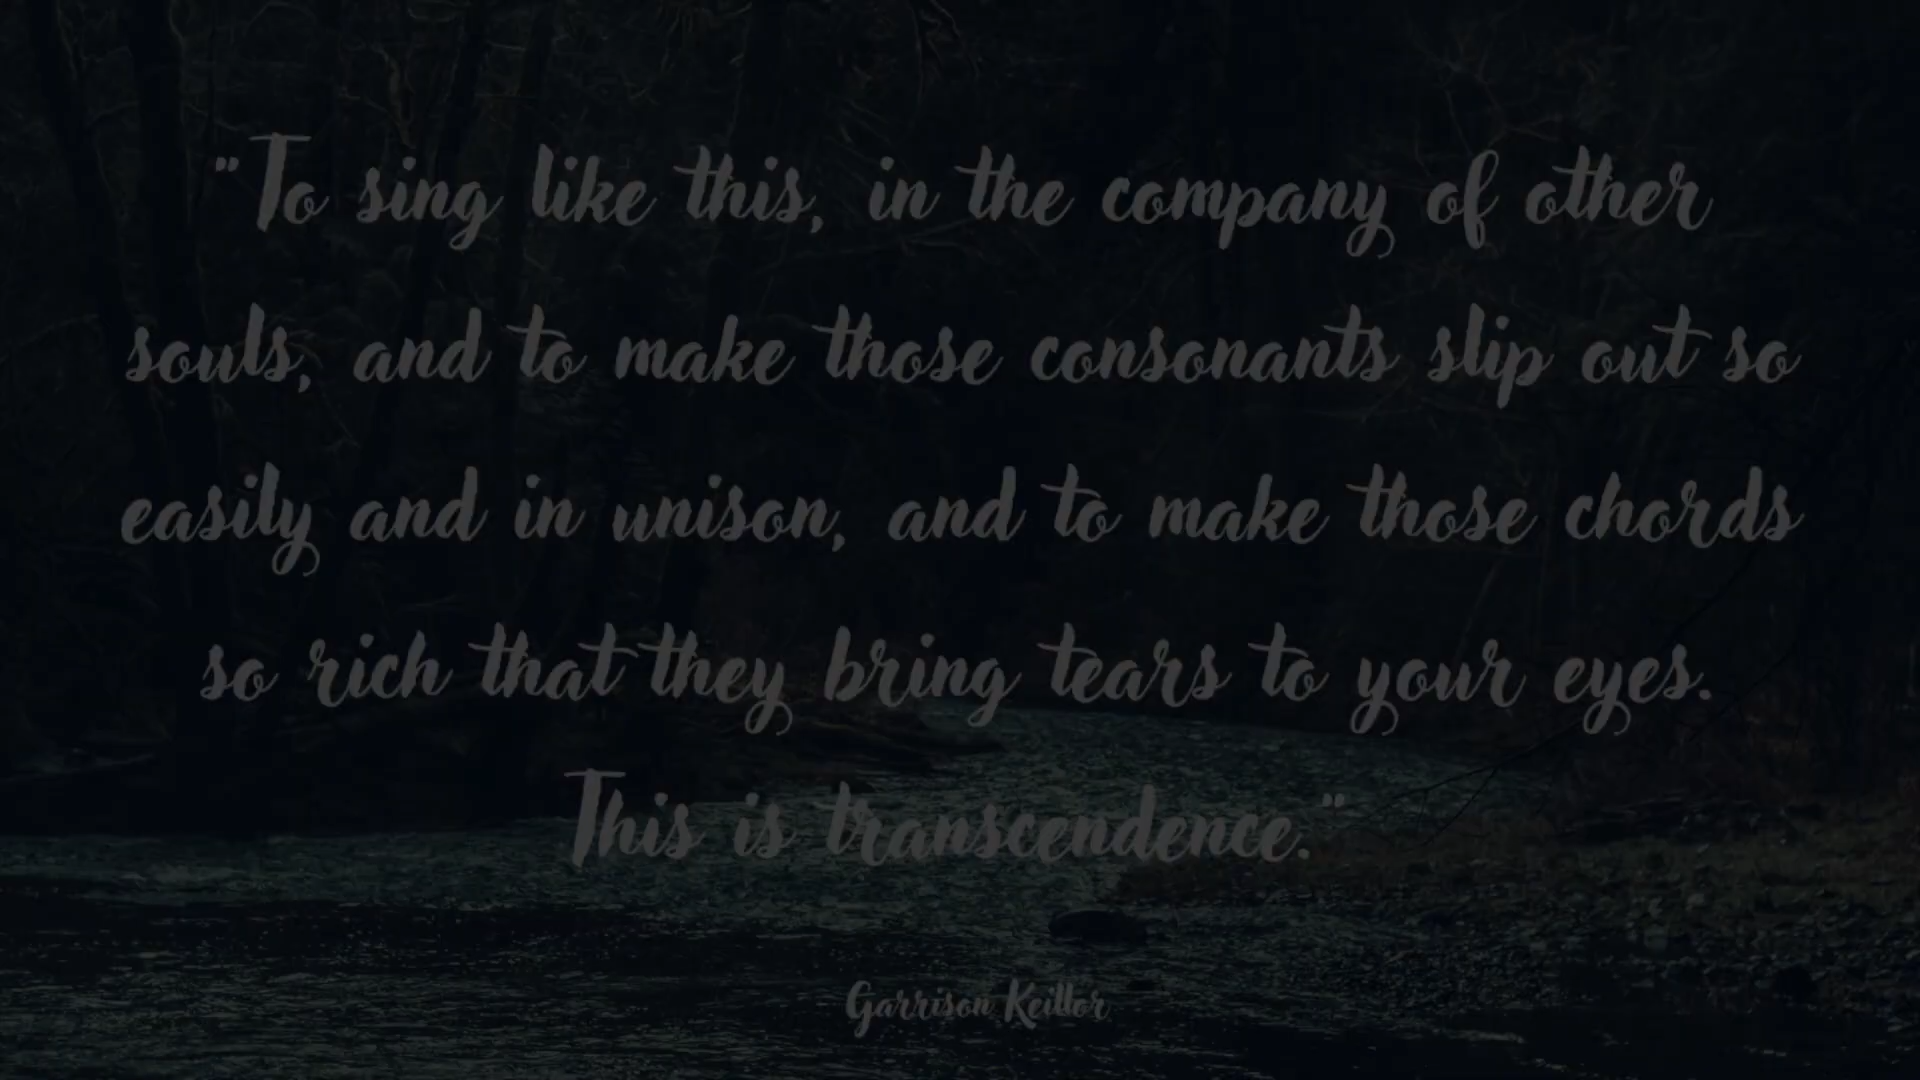 "To sing like this, in the company of other
souls, and to make those consonants slip out so
easily and in unison, and to make those chords
so rich that they bring tears to your eyes.
This is transcendence."
Garrison Keillor